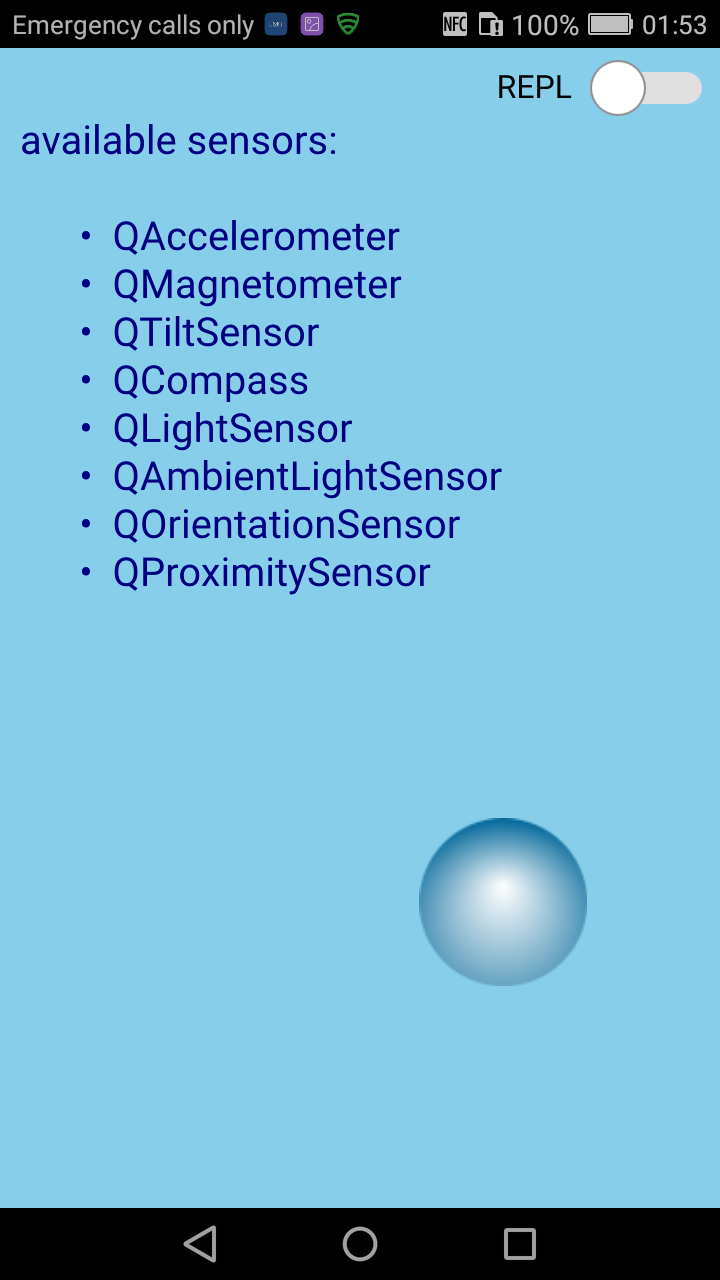 Emergency calls only NFC 100% 01:53
REPL
available sensors:
• QAccelerometer
• QMagnetometer
• QTiltSensor
• QCompass
• QLightSensor
• QAmbientLightSensor
• QOrientationSensor
• QProximitySensor